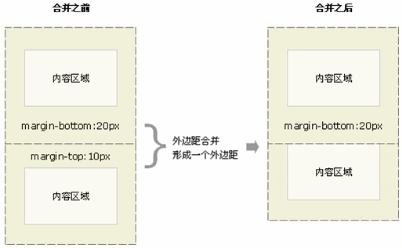 合并之前
内容区域
margin-bottom:20px
margin-top:10px
内容区域
外边距合并
形成一个外边距
合并之后
内容区域
margin-bottom:20px
内容区域